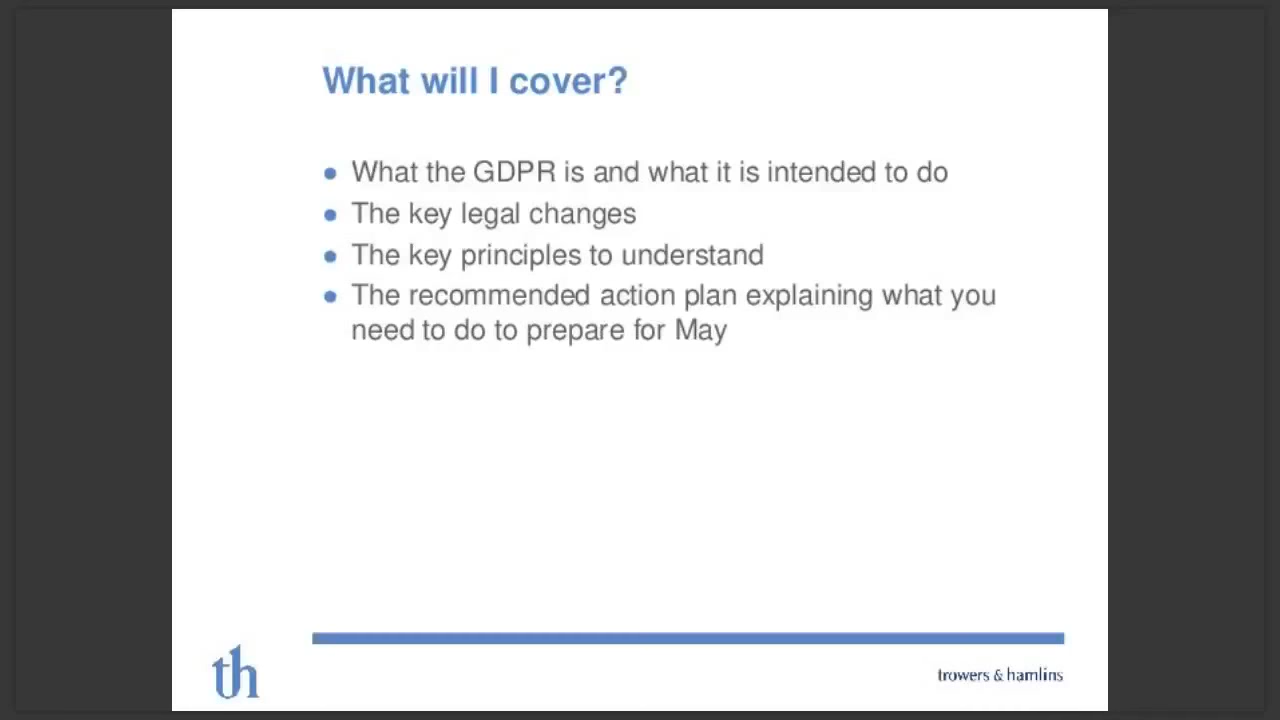 What will I cover?
● What the GDPR is and what it is intended to do
● The key legal changes
● The key principles to understand
● The recommended action plan explaining what you
need to do to prepare for May
th
trowers & hamlins